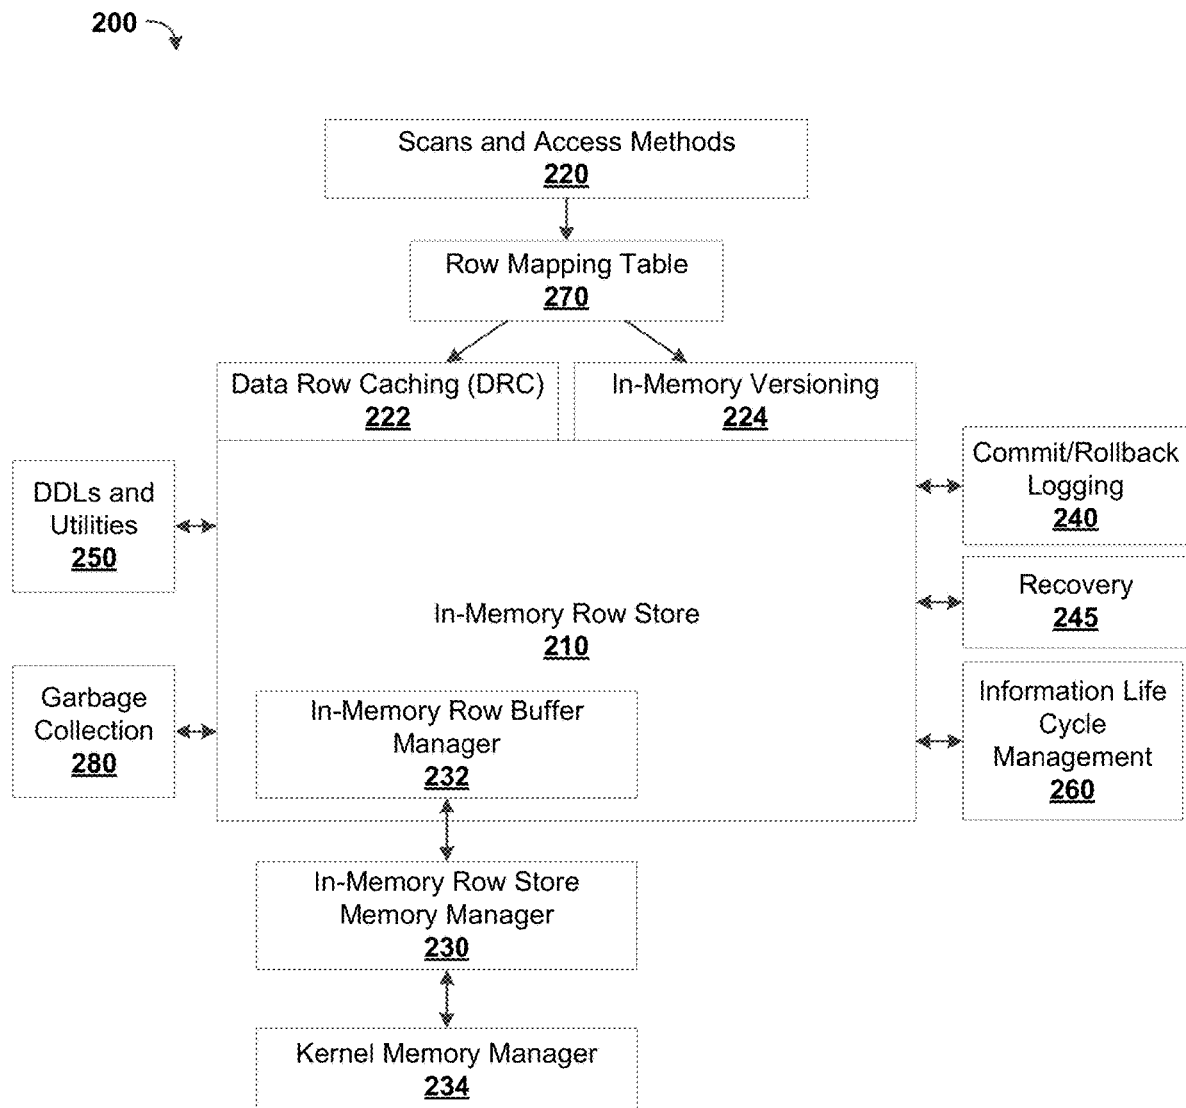 200
Scans and Access Methods
220
Row Mapping Table
270
Data Row Caching (DRC)
222
In-Memory Versioning
224
DDLs and
Utilities
250
Commit/Rollback
Logging
240
Recovery
245
In-Memory Row Store
210
Garbage
Collection
280
Information Life
Cycle
Management
260
In-Memory Row Buffer
Manager
232
In-Memory Row Store
Memory Manager
230
Kernel Memory Manager
234